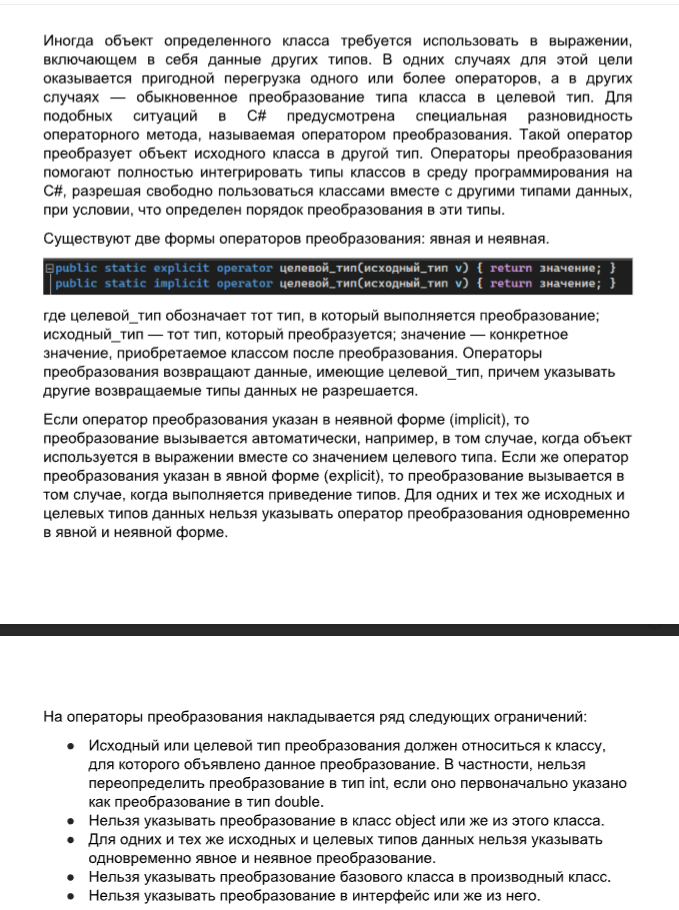 Иногда объект определенного класса требуется использовать в выражении,
включающем в себя данные других типов. В одних случаях для этой цели
оказывается пригодной перегрузка одного или более операторов, а в других
случаях — обыкновенное преобразование типа класса в целевой тип. Для
подобных ситуаций в C# предусмотрена специальная разновидность
операторного метода, называемая оператором преобразования. Такой оператор
преобразует объект исходного класса в другой тип. Операторы преобразования
помогают полностью интегрировать типы классов в среду программирования на
C#, разрешая свободно пользоваться классами вместе с другими типами данных,
при условии, что определен порядок преобразования в эти типы.
Существуют две формы операторов преобразования: явная и неявная.
public static explicit operator целевой_тип(исходный_тип v) { return значение; }
public static implicit operator целевой_тип(исходный_тип v) { return значение; }
где целевой_тип обозначает тот тип, в который выполняется преобразование;
исходный_тип — тот тип, который преобразуется; значение — конкретное
значение, приобретаемое классом после преобразования. Операторы
преобразования возвращают данные, имеющие целевой_тип, причем указывать
другие возвращаемые типы данных не разрешается.
Если оператор преобразования указан в неявной форме (implicit), то
преобразование вызывается автоматически, например, в том случае, когда объект
используется в выражении вместе со значением целевого типа. Если же оператор
преобразования указан в явной форме (explicit), то преобразование вызывается в
том случае, когда выполняется приведение типов. Для одних и тех же исходных и
целевых типов данных нельзя указывать оператор преобразования одновременно
в явной и неявной форме.
На операторы преобразования накладывается ряд следующих ограничений:
● Исходный или целевой тип преобразования должен относиться к классу,
для которого объявлено данное преобразование. В частности, нельзя
переопределить преобразование в тип int, если оно первоначально указано
как преобразование в тип double.
● Нельзя указывать преобразование в класс object или же из этого класса.
● Для одних и тех же исходных и целевых типов данных нельзя указывать
одновременно явное и неявное преобразование.
● Нельзя указывать преобразование базового класса в производный класс.
● Нельзя указывать преобразование в интерфейс или же из него.